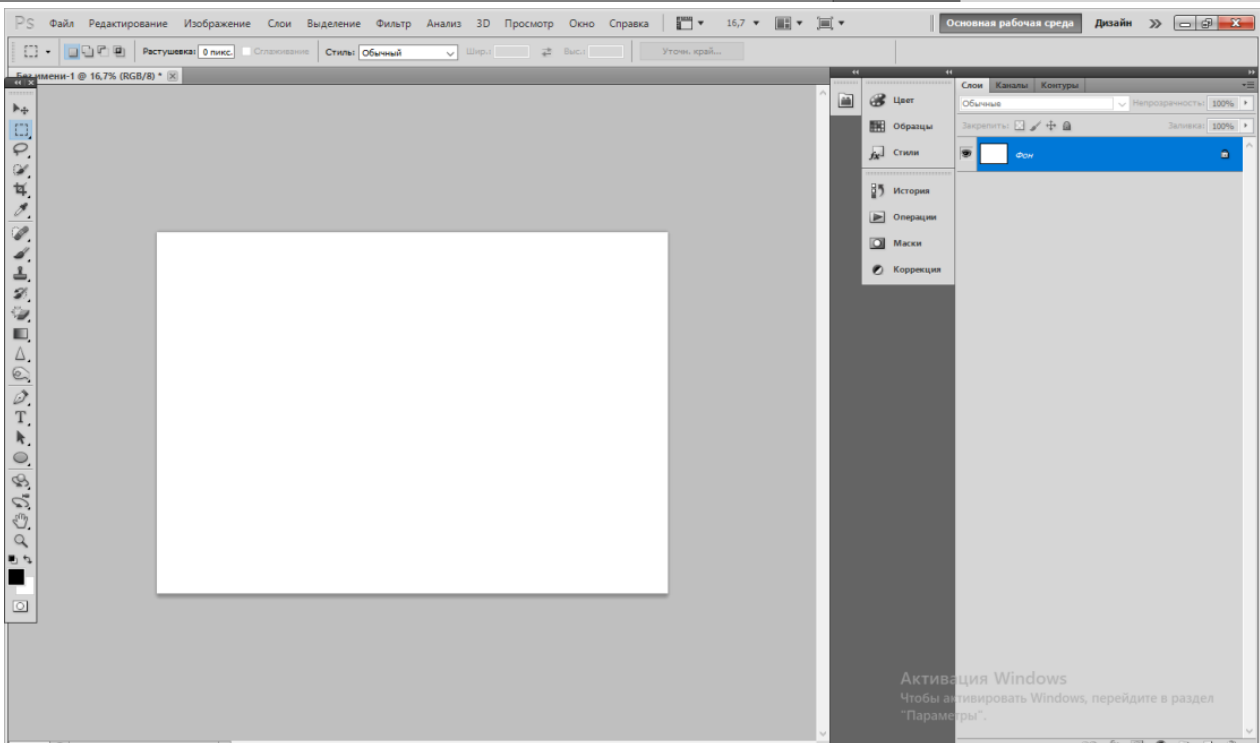 Ps Файл Редактирование Изображение Слои Выделение Фильтр Анализ 3D Просмотр Окно Справка 16,7 Основная рабочая среда Дизайн
Растушевка: 0 пикс. Сглаживание Стиль: Обычный Шир.: Выс.: Уточн. край...
имени-1 @ 16,7% (RGB/8) *
Слои Каналы Контуры
Обычные Непрозрачность: 100%
Закрепить: Заливка: 100%
Фон
Цвет
Образцы
Стили
История
Операции
Маски
Коррекция
T
Активация Windows
Чтобы активировать Windows, перейдите в раздел
"Параметры".